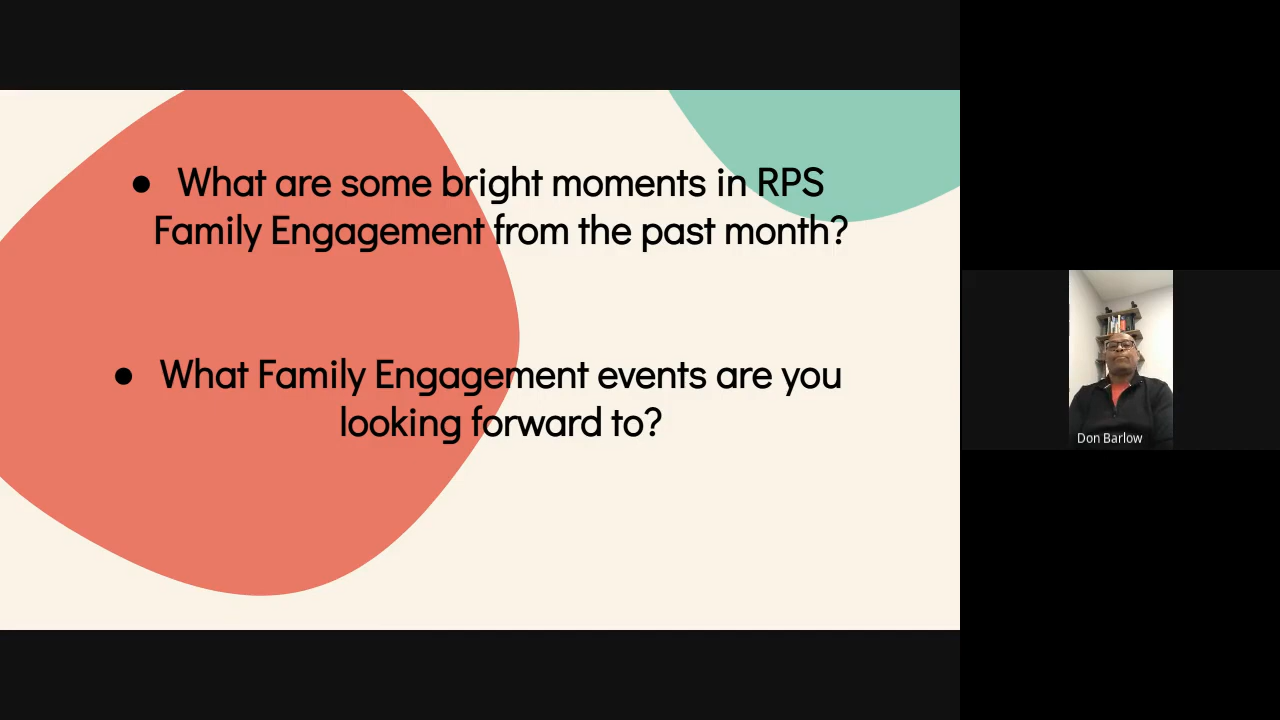 ● What are some bright moments in RPS
Family Engagement from the past month?
● What Family Engagement events are you
looking forward to?
Don Barlow